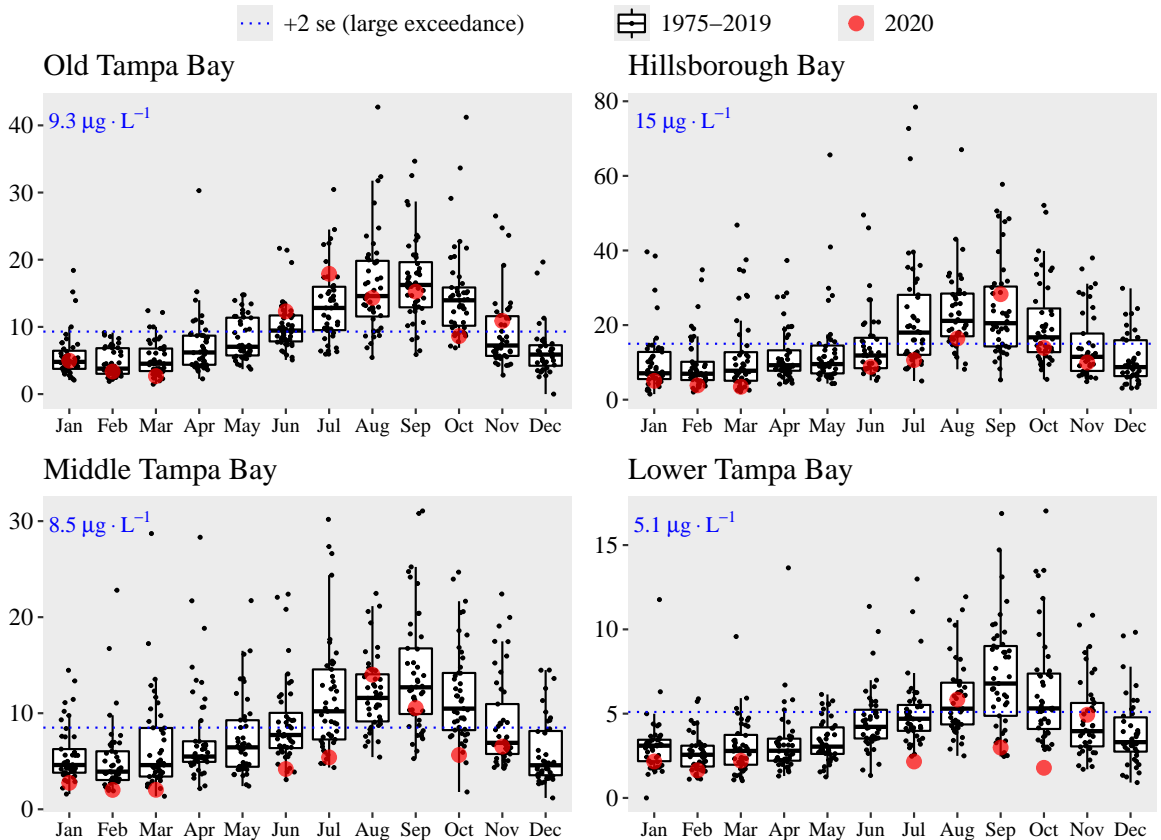 +2 se (large exceedance) 1975–2019 2020
Old Tampa Bay
9.3 μg · L⁻¹
40
30
20
10
0
Jan Feb Mar Apr May Jun Jul Aug Sep Oct Nov Dec
Hillsborough Bay
15 μg · L⁻¹
80
60
40
20
0
Jan Feb Mar Apr May Jun Jul Aug Sep Oct Nov Dec
Middle Tampa Bay
8.5 μg · L⁻¹
30
20
10
0
Jan Feb Mar Apr May Jun Jul Aug Sep Oct Nov Dec
Lower Tampa Bay
5.1 μg · L⁻¹
15
10
5
0
Jan Feb Mar Apr May Jun Jul Aug Sep Oct Nov Dec